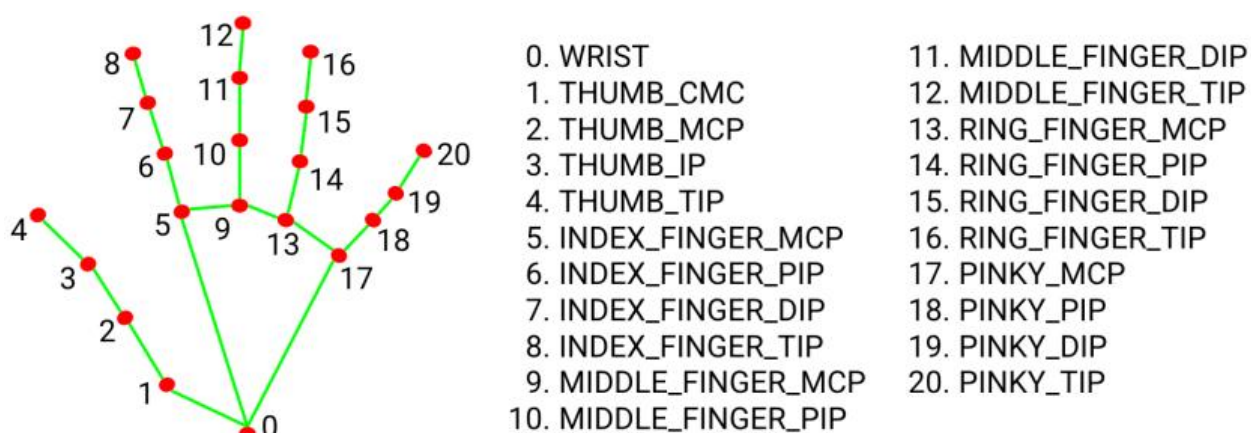 12
8
16
11
7
15
6
10
20
14
4
19
5
9
13
18
3
17
2
1
0
0. WRIST
1. THUMB_CMC
2. THUMB_MCP
3. THUMB_IP
4. THUMB_TIP
5. INDEX_FINGER_MCP
6. INDEX_FINGER_PIP
7. INDEX_FINGER_DIP
8. INDEX_FINGER_TIP
9. MIDDLE_FINGER_MCP
10. MIDDLE_FINGER_PIP
11. MIDDLE_FINGER_DIP
12. MIDDLE_FINGER_TIP
13. RING_FINGER_MCP
14. RING_FINGER_PIP
15. RING_FINGER_DIP
16. RING_FINGER_TIP
17. PINKY_MCP
18. PINKY_PIP
19. PINKY_DIP
20. PINKY_TIP